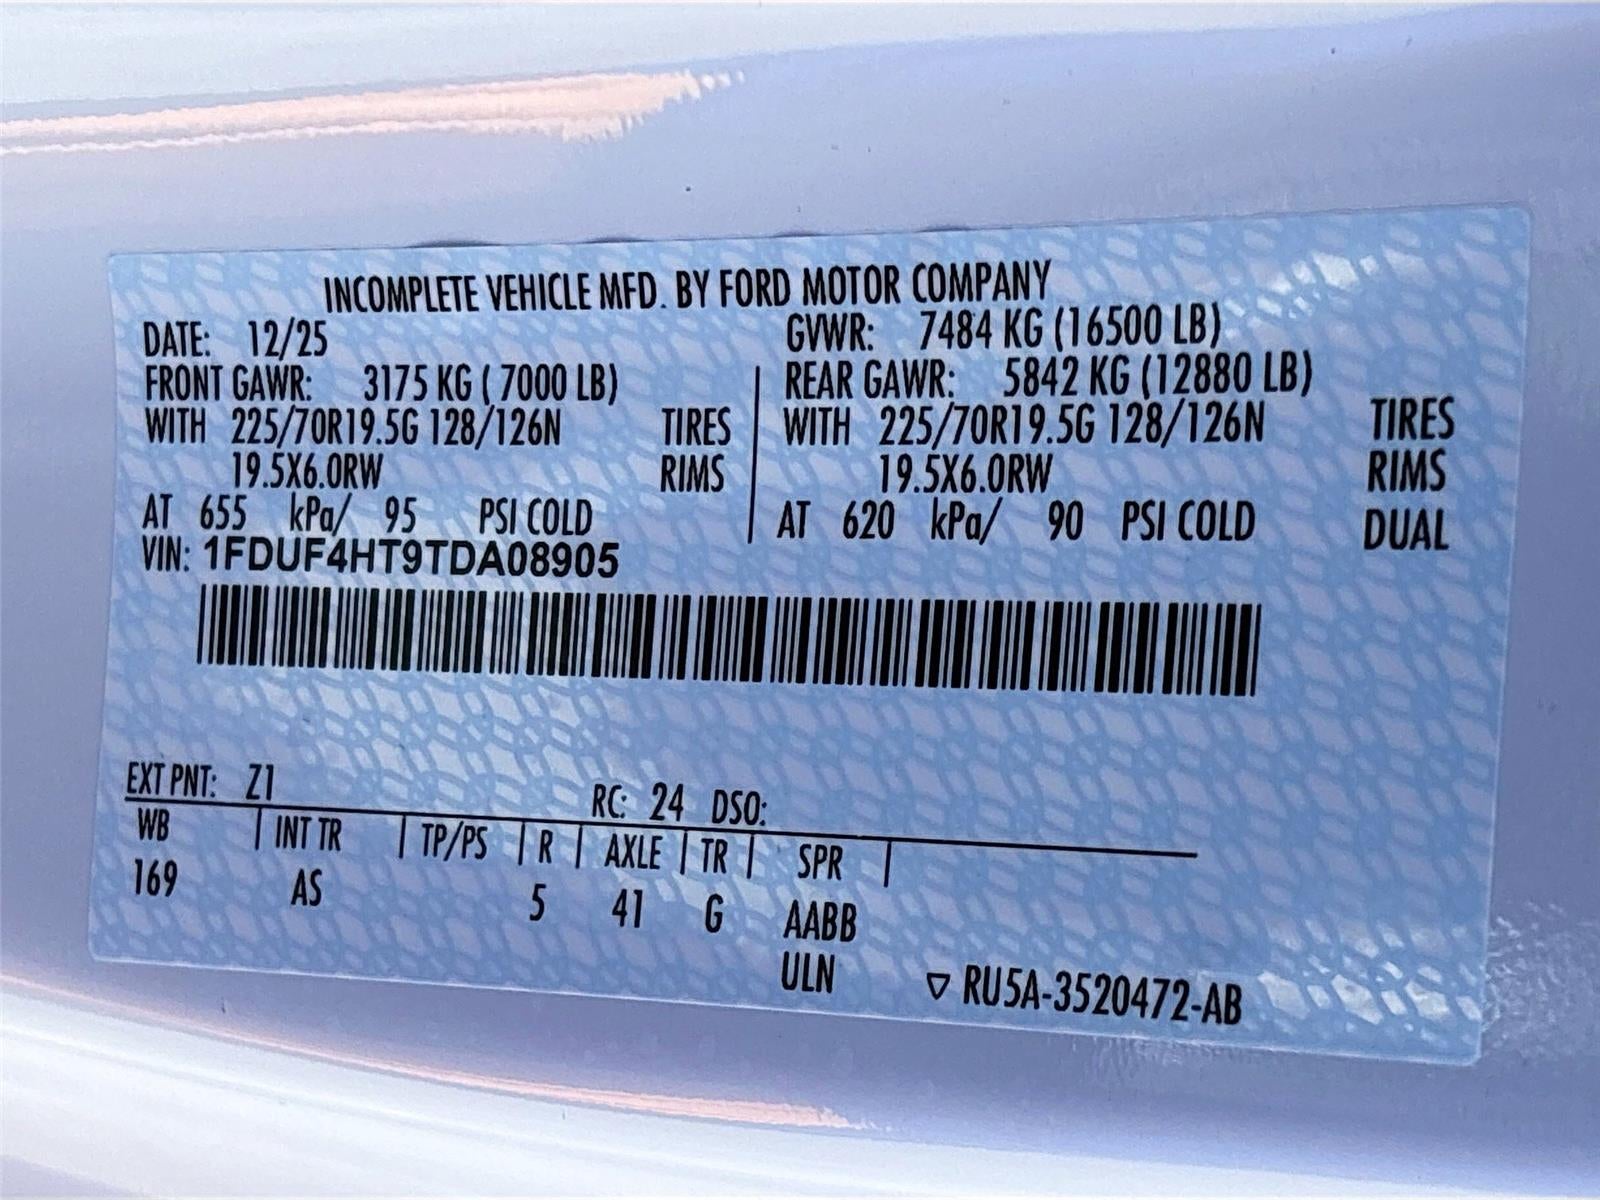 INCOMPLETE VEHICLE MFD. BY FORD MOTOR COMPANY
DATE: 12/25 GVWR: 7484 KG (16500 LB)
FRONT GAWR: 3175 KG ( 7000 LB) REAR GAWR: 5842 KG (12880 LB)
WITH 225/70R19.5G 128/126N TIRES WITH 225/70R19.5G 128/126N TIRES
19.5X6.0RW RIMS 19.5X6.0RW RIMS
AT 655 kPa/ 95 PSI COLD AT 620 kPa/ 90 PSI COLD DUAL
VIN: 1FDUF4HT9TDA08905
EXT PNT: Z1 RC: 24 DSO:
WB INT TR TP/PS R AXLE TR SPR
169 AS 5 41 G AABB
ULN ▽ RU5A-3520472-AB